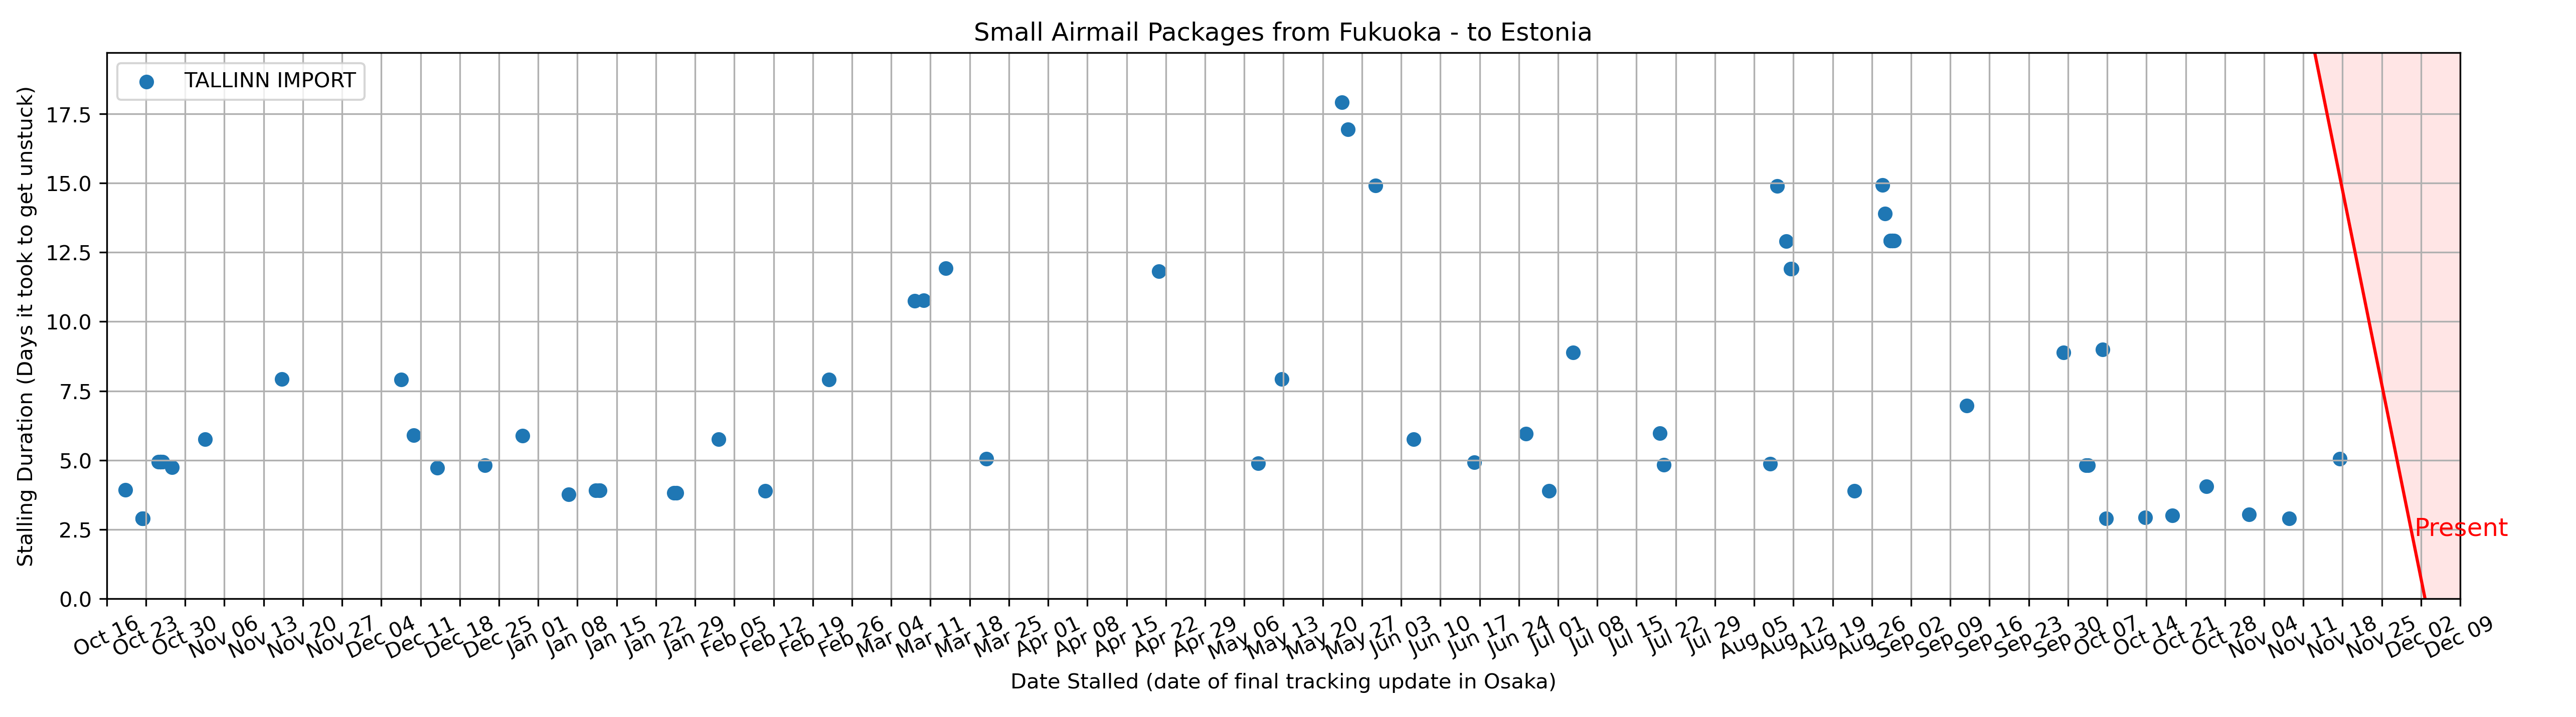 Small Airmail Packages from Fukuoka - to Estonia
TALLINN IMPORT
Stalling Duration (Days it took to get unstuck)
17.5
15.0
12.5
10.0
7.5
5.0
2.5
0.0
Present
Oct 16
Oct 23
Oct 30
Nov 06
Nov 13
Nov 20
Nov 27
Dec 04
Dec 11
Dec 18
Dec 25
Jan 01
Jan 08
Jan 15
Jan 22
Jan 29
Feb 05
Feb 12
Feb 19
Feb 26
Mar 04
Mar 11
Mar 18
Mar 25
Apr 01
Apr 08
Apr 15
Apr 22
Apr 29
May 06
May 13
May 20
May 27
Jun 03
Jun 10
Jun 17
Jun 24
Jul 01
Jul 08
Jul 15
Jul 22
Jul 29
Aug 05
Aug 12
Aug 19
Aug 26
Sep 02
Sep 09
Sep 16
Sep 23
Sep 30
Oct 07
Oct 14
Oct 21
Oct 28
Nov 04
Nov 11
Nov 18
Nov 25
Dec 02
Dec 09
Date Stalled (date of final tracking update in Osaka)